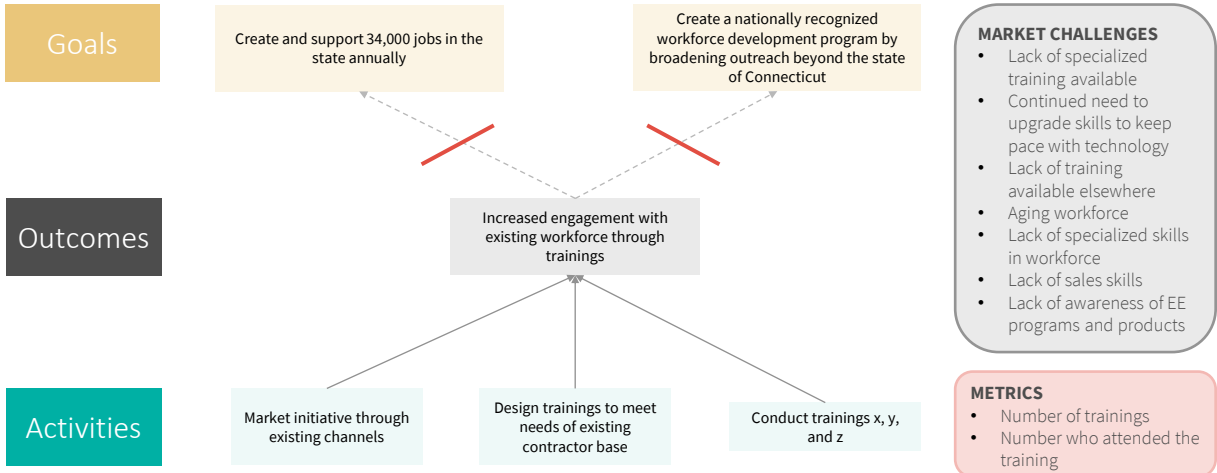 Goals
Create and support 34,000 jobs in the
state annually
Create a nationally recognized
workforce development program by
broadening outreach beyond the state
of Connecticut
MARKET CHALLENGES
• Lack of specialized
training available
• Continued need to
upgrade skills to keep
pace with technology
• Lack of training
available elsewhere
• Aging workforce
• Lack of specialized skills
in workforce
• Lack of sales skills
• Lack of awareness of EE
programs and products
Outcomes
Increased engagement with
existing workforce through
trainings
Activities
Market initiative through
existing channels
Design trainings to meet
needs of existing
contractor base
Conduct trainings x, y,
and z
METRICS
• Number of trainings
• Number who attended the
training